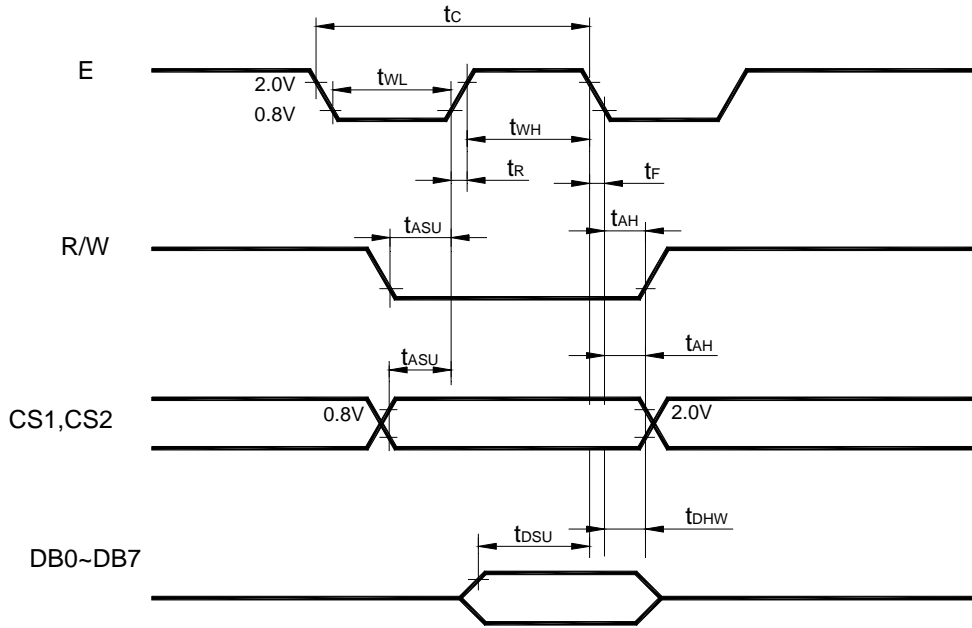 tC
E
2.0V
tWL
0.8V
tWH
tR
tF
tASU
tAH
R/W
tASU
tAH
0.8V
2.0V
CS1,CS2
tDSU
tDHW
DB0~DB7